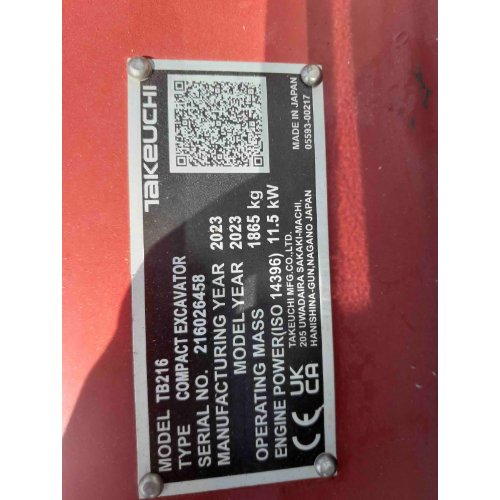 TAKEUCHI
MODEL TB216
TYPE COMPACT EXCAVATOR
SERIAL NO. 216026458
MANUFACTURING YEAR 2023
MODEL YEAR 2023
OPERATING MASS 1865 kg
ENGINE POWER(ISO 14396) 11.5 kW
TAKEUCHI MFG.CO.,LTD.
205 UWADAIRA SAKAKI-MACHI,
HANISHINA-GUN,NAGANO JAPAN
MADE IN JAPAN
05593-00217
CE UK
CA